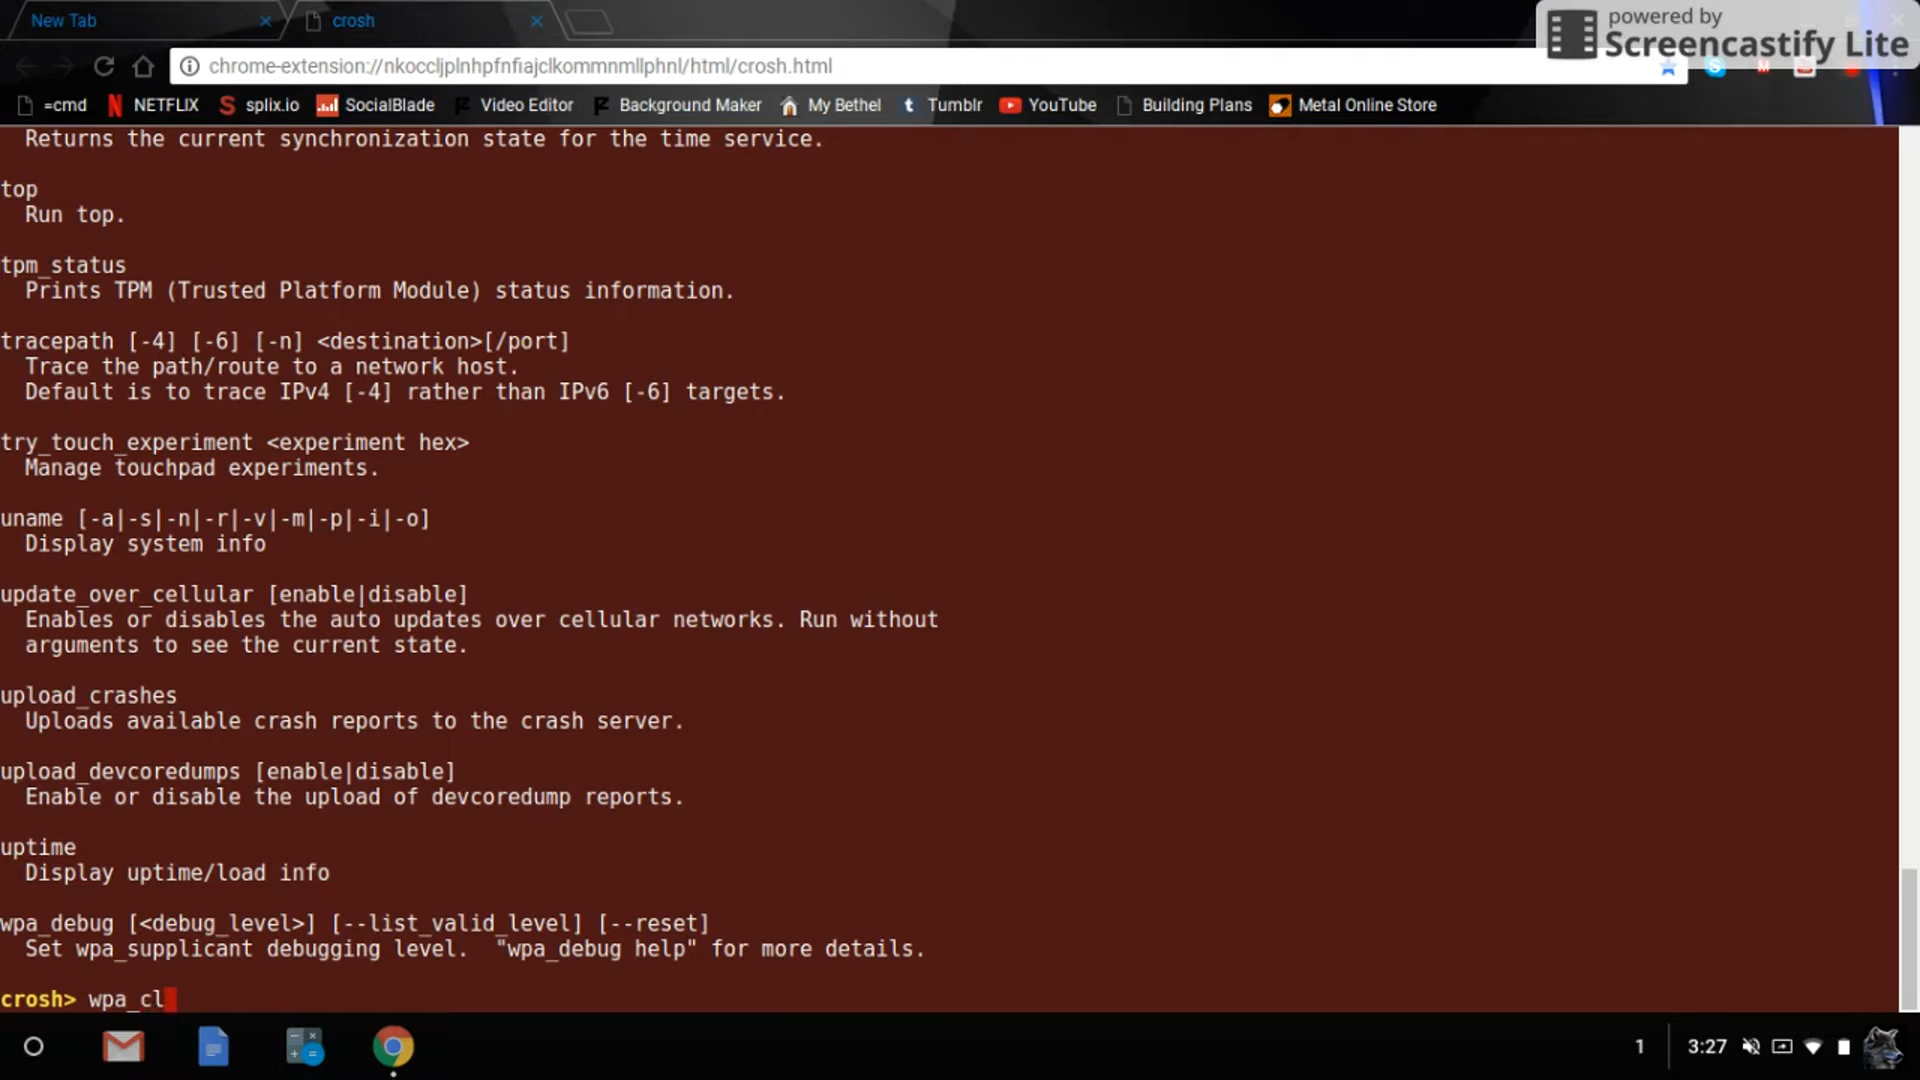 New Tab
crosh
powered by
Screencastify Lite
chrome-extension://nkoccljplnhpfnfiajclkommnmllphnl/html/crosh.html
=cmd NETFLIX splix.io SocialBlade Video Editor Background Maker My Bethel Tumblr YouTube Building Plans Metal Online Store
Returns the current synchronization state for the time service.
top
Run top.
tpm_status
Prints TPM (Trusted Platform Module) status information.
tracepath [-4] [-6] [-n] <destination>[/port]
Trace the path/route to a network host.
Default is to trace IPv4 [-4] rather than IPv6 [-6] targets.
try_touch_experiment <experiment hex>
Manage touchpad experiments.
uname [-a|-s|-n|-r|-v|-m|-p|-i|-o]
Display system info
update_over_cellular [enable|disable]
Enables or disables the auto updates over cellular networks. Run without
arguments to see the current state.
upload_crashes
Uploads available crash reports to the crash server.
upload_devcoredumps [enable|disable]
Enable or disable the upload of devcoredump reports.
uptime
Display uptime/load info
wpa_debug [<debug_level>] [--list_valid_level] [--reset]
Set wpa_supplicant debugging level.  "wpa_debug help" for more details.
crosh> wpa_cl
1 3:27